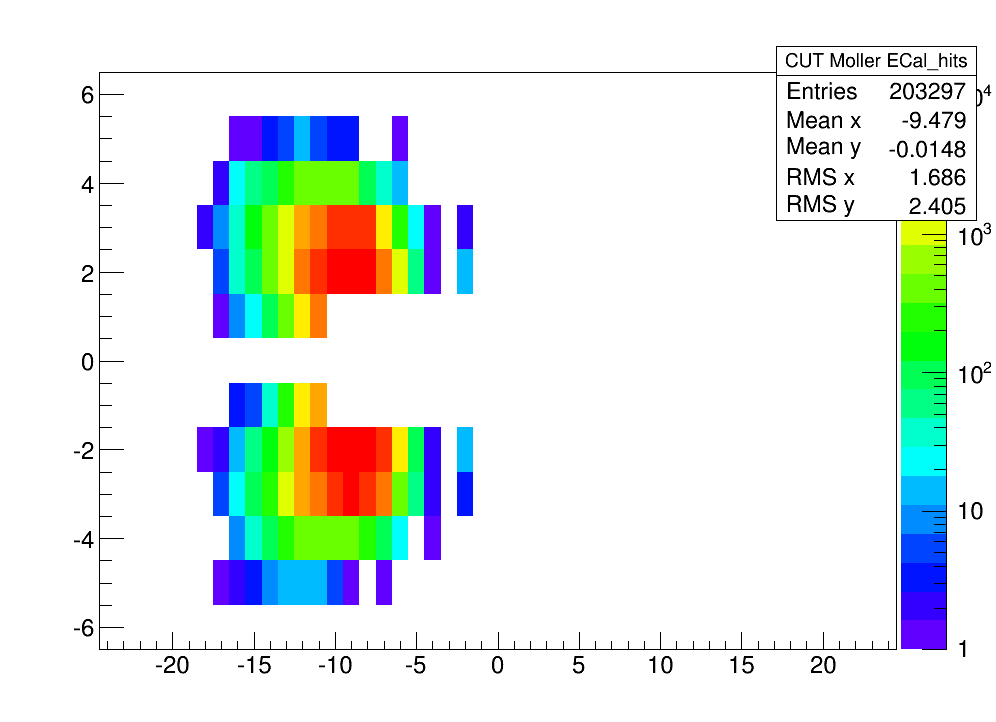 CUT Moller ECal_hits
Entries 203297
Mean x -9.479
Mean y -0.0148
RMS x 1.686
RMS y 2.405
6
4
2
0
-2
-4
-6
-20 -15 -10 -5 0 5 10 15 20
10³
10²
10
1